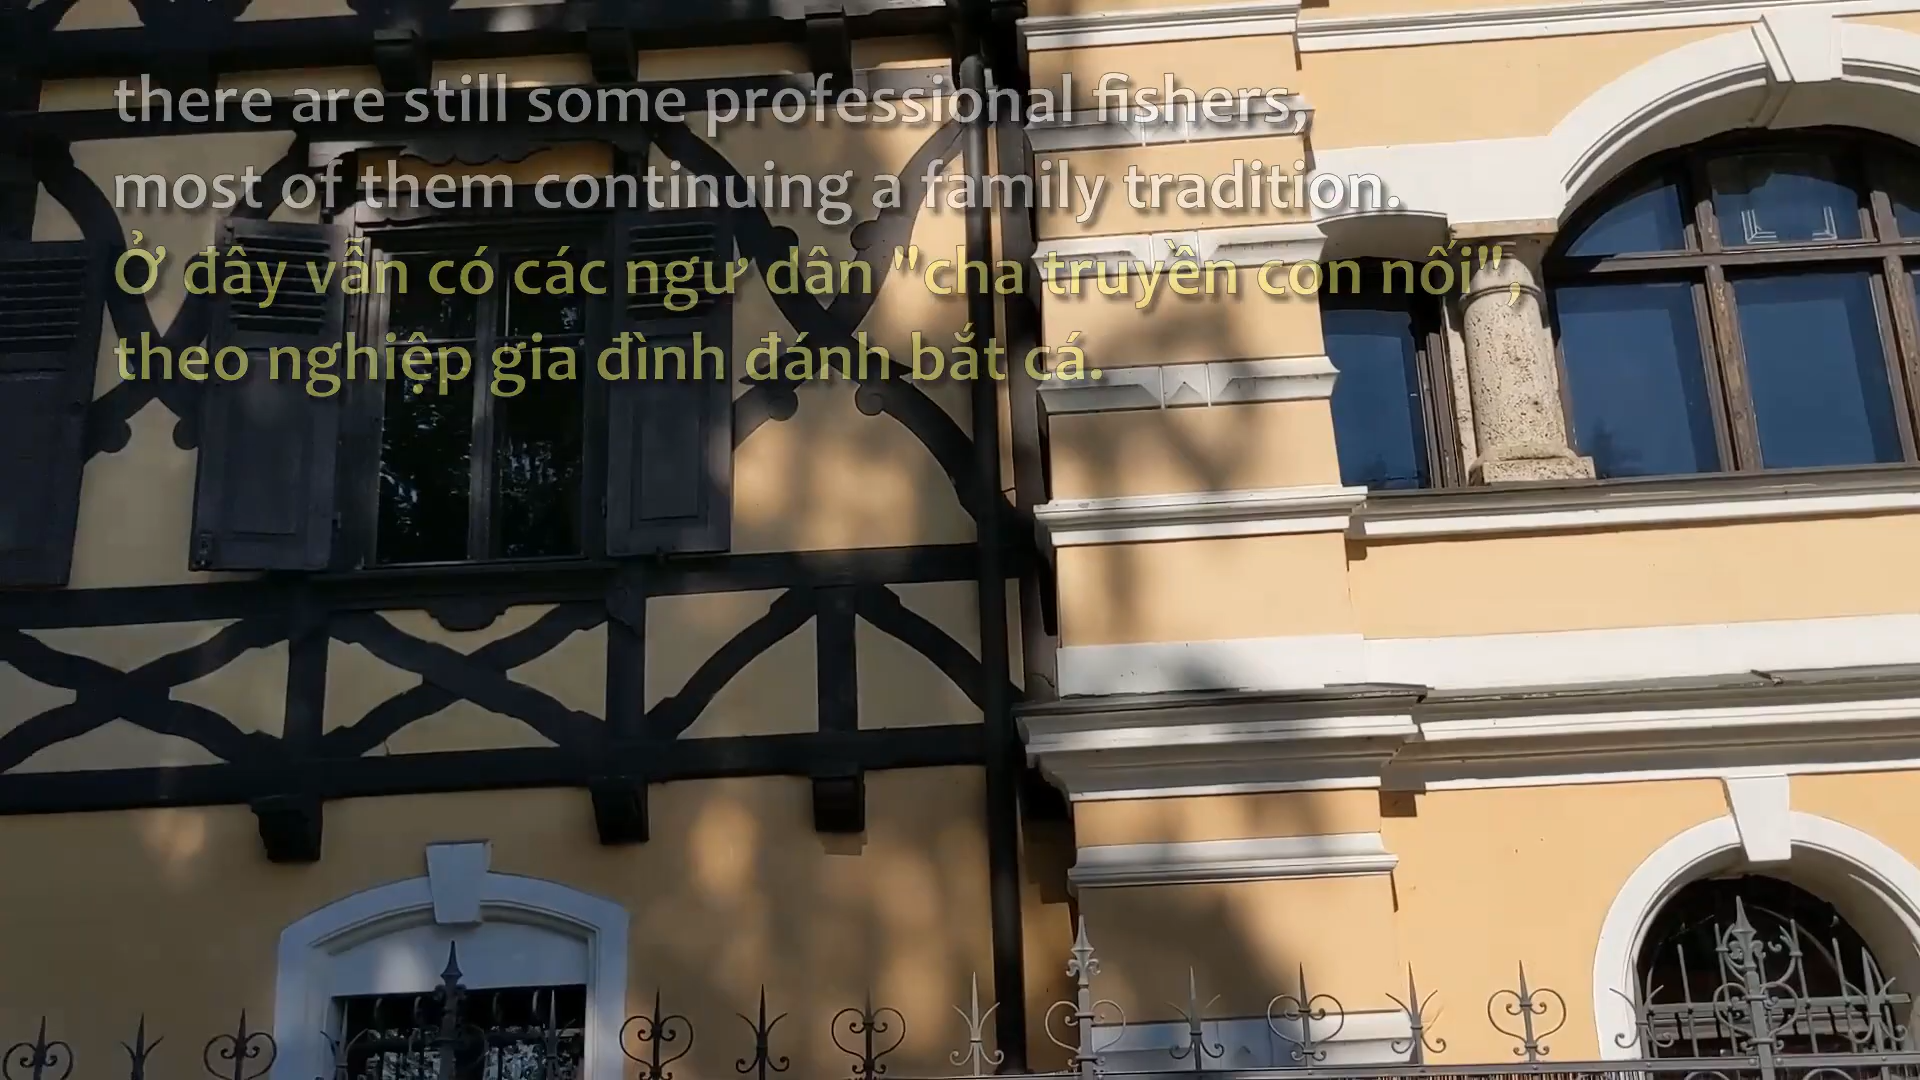 there are still some professional fishers,
most of them continuing a family tradition.
Ở đây vẫn có các ngư dân "cha truyền con nối",
theo nghiệp gia đình đánh bắt cá.